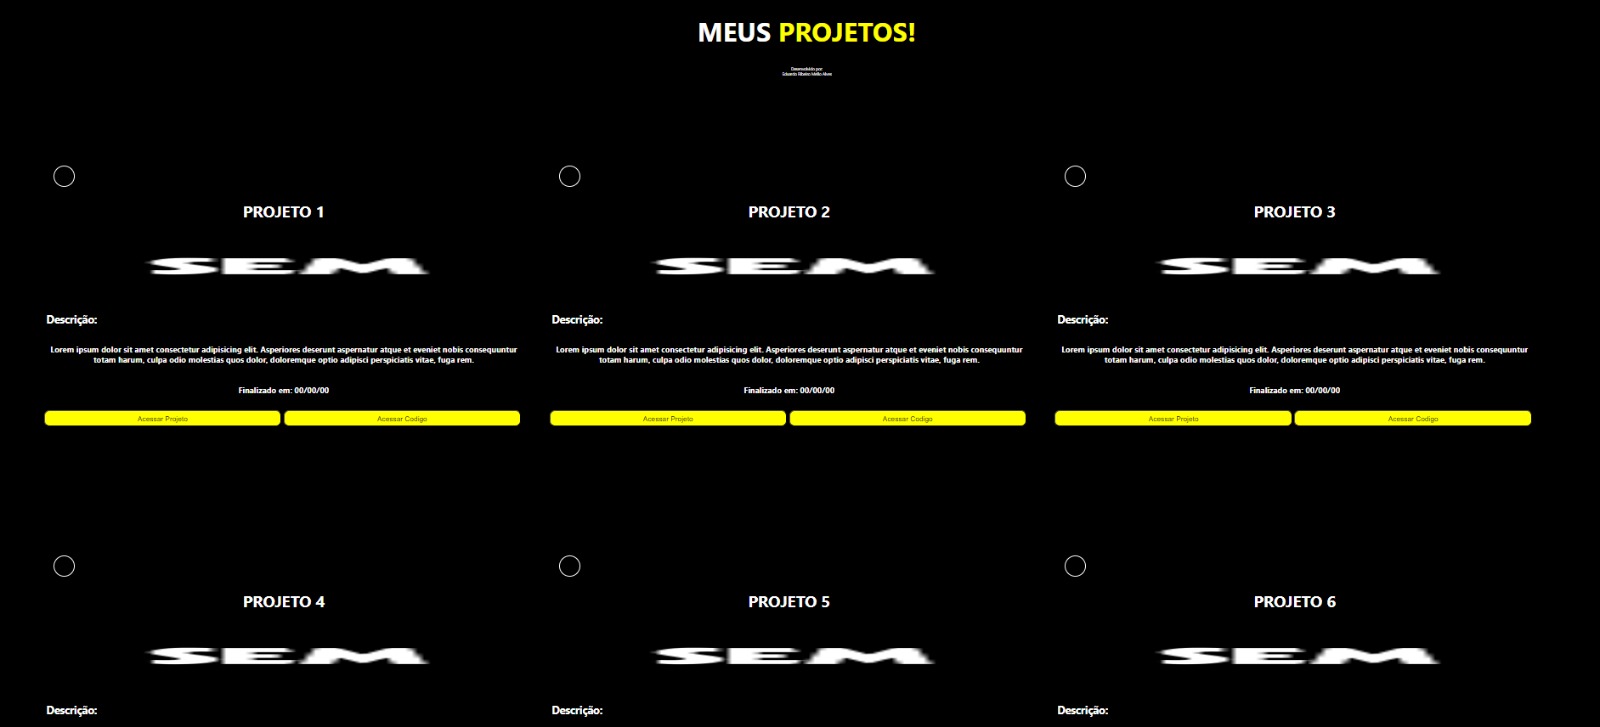 MEUS PROJETOS!
Desenvolvido por:
Eduardo Ribeiro Mello Alves
PROJETO 1
SEM
Descrição:
Lorem ipsum dolor sit amet consectetur adipisicing elit. Asperiores deserunt aspernatur atque et eveniet nobis consequuntur
totam harum, culpa odio molestias quos dolor, doloremque optio adipisci perspiciatis vitae, fuga rem.
Finalizado em: 00/00/00
Acessar Projeto
Acessar Codigo
PROJETO 2
SEM
Descrição:
Lorem ipsum dolor sit amet consectetur adipisicing elit. Asperiores deserunt aspernatur atque et eveniet nobis consequuntur
totam harum, culpa odio molestias quos dolor, doloremque optio adipisci perspiciatis vitae, fuga rem.
Finalizado em: 00/00/00
Acessar Projeto
Acessar Codigo
PROJETO 3
SEM
Descrição:
Lorem ipsum dolor sit amet consectetur adipisicing elit. Asperiores deserunt aspernatur atque et eveniet nobis consequuntur
totam harum, culpa odio molestias quos dolor, doloremque optio adipisci perspiciatis vitae, fuga rem.
Finalizado em: 00/00/00
Acessar Projeto
Acessar Codigo
PROJETO 4
SEM
Descrição:
PROJETO 5
SEM
Descrição:
PROJETO 6
SEM
Descrição: